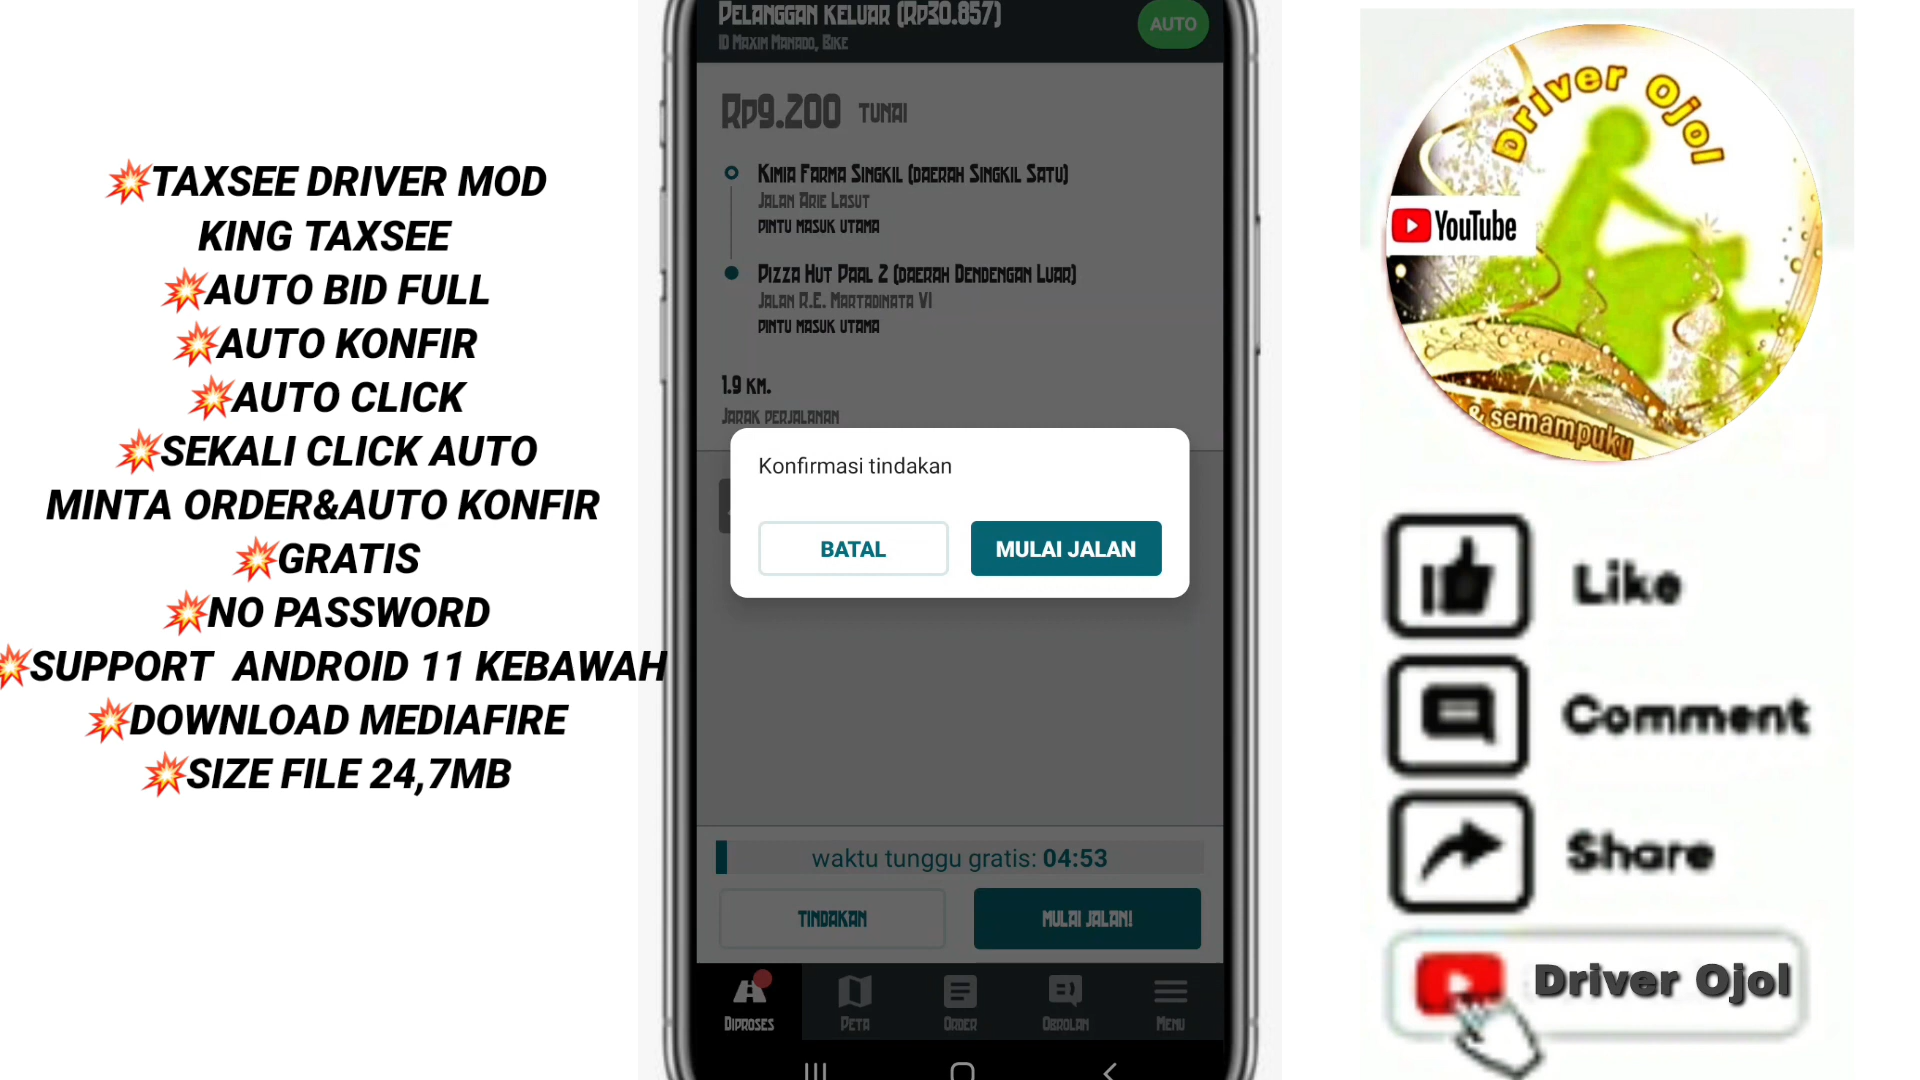 💥TAXSEE DRIVER MOD
KING TAXSEE
💥AUTO BID FULL
💥AUTO KONFIR
💥AUTO CLICK
💥SEKALI CLICK AUTO
MINTA ORDER&AUTO KONFIR
💥GRATIS
💥NO PASSWORD
💥SUPPORT  ANDROID 11 KEBAWAH
💥DOWNLOAD MEDIAFIRE
💥SIZE FILE 24,7MB
Pelanggan keluar (Rp30.857)
ID Maxim Manado, Bike
AUTO
Rp9.200 TUNAI
Kimia Farma Singkil (daerah Singkil Satu)
Jalan Arie Lasut
pintu masuk utama
Pizza Hut Paal 2 (daerah Dendengan Luar)
Jalan R.E. Martadinata VI
pintu masuk utama
1.9 km.
Jarak perjalanan
Konfirmasi tindakan
BATAL
MULAI JALAN
waktu tunggu gratis: 04:53
TINDAKAN
MULAI JALAN!
Diproses
Peta
Order
Obrolan
Menu
Driver Ojol
YouTube
& semampuku
Like
Comment
Share
Driver Ojol